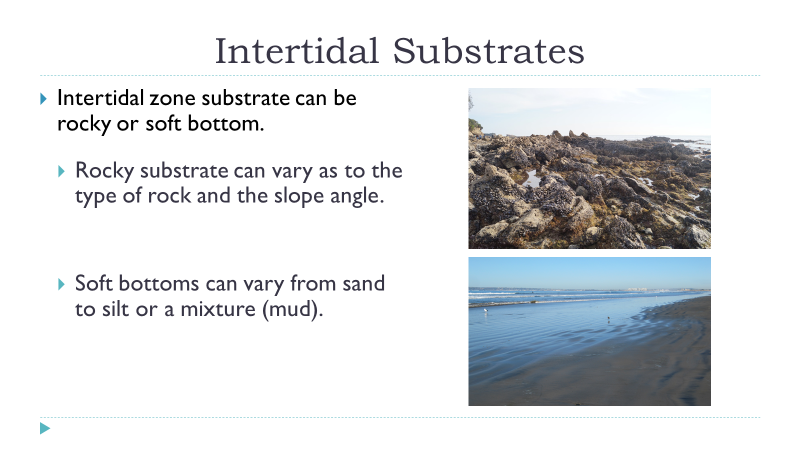 Intertidal Substrates
Intertidal zone substrate can be
rocky or soft bottom.
Rocky substrate can vary as to the
type of rock and the slope angle.
Soft bottoms can vary from sand
to silt or a mixture (mud).